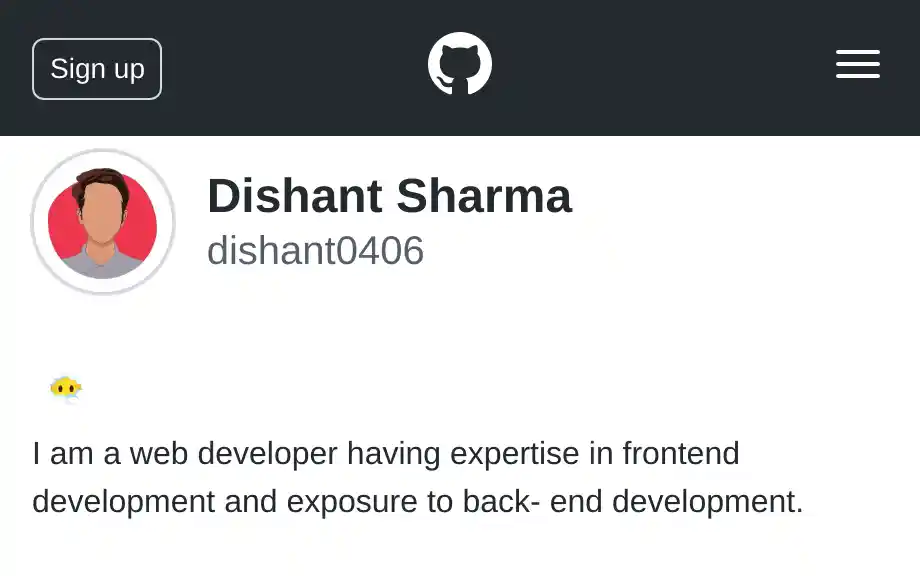 Sign up
Dishant Sharma
dishant0406
I am a web developer having expertise in frontend
development and exposure to back- end development.